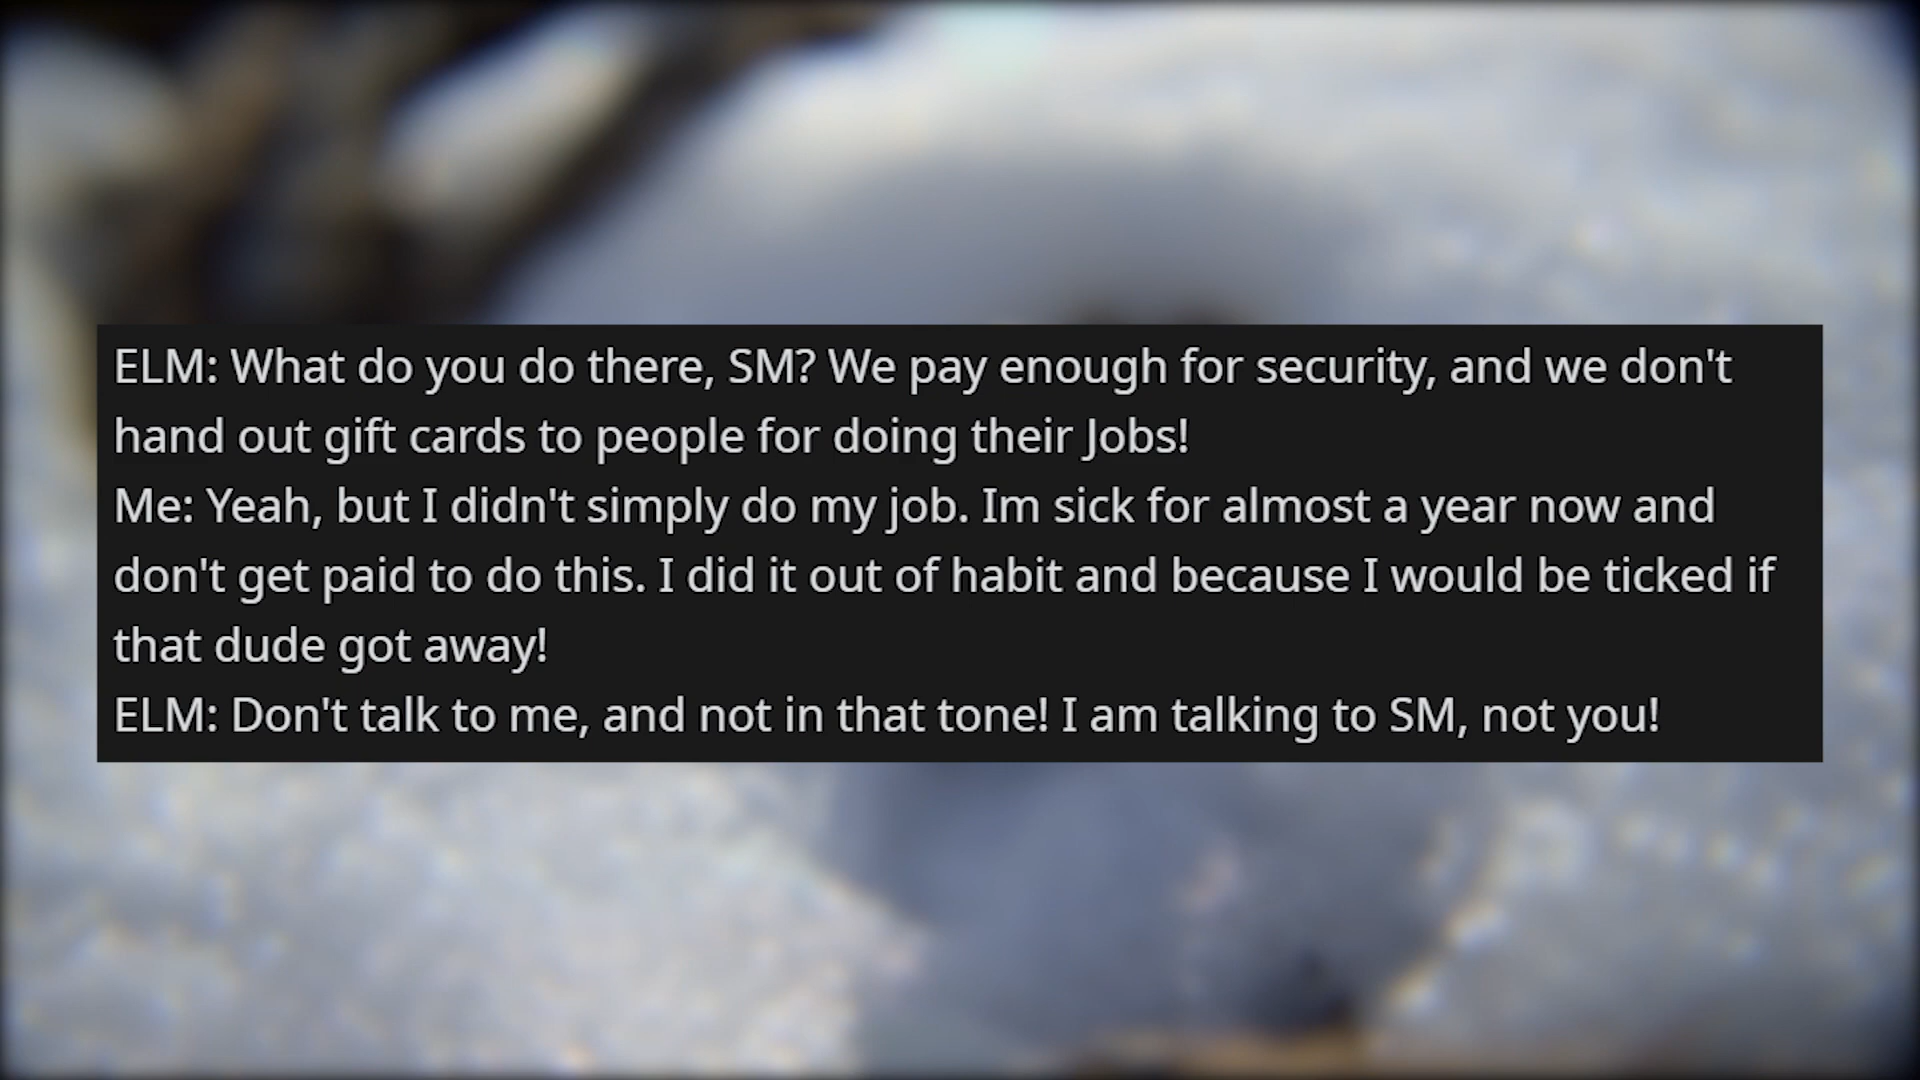 ELM: What do you do there, SM? We pay enough for security, and we don't
hand out gift cards to people for doing their Jobs!
Me: Yeah, but I didn't simply do my job. Im sick for almost a year now and
don't get paid to do this. I did it out of habit and because I would be ticked if
that dude got away!
ELM: Don't talk to me, and not in that tone! I am talking to SM, not you!